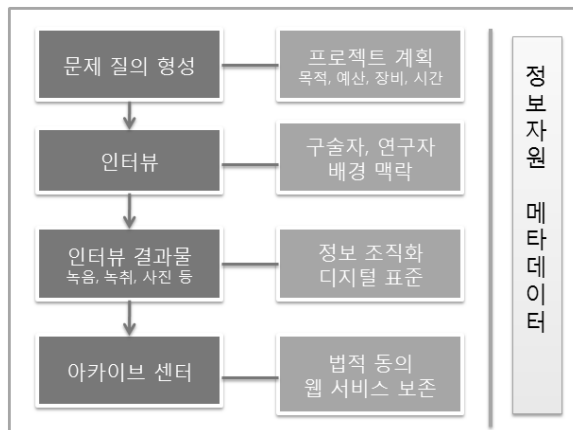 문제 질의 형성
프로젝트 계획
목적, 예산, 장비, 시간
인터뷰
구술자, 연구자
배경 맥락
인터뷰 결과물
녹음, 녹취, 사진 등
정보 조직화
디지털 표준
아카이브 센터
법적 동의
웹 서비스 보존
정보자원 메타데이터